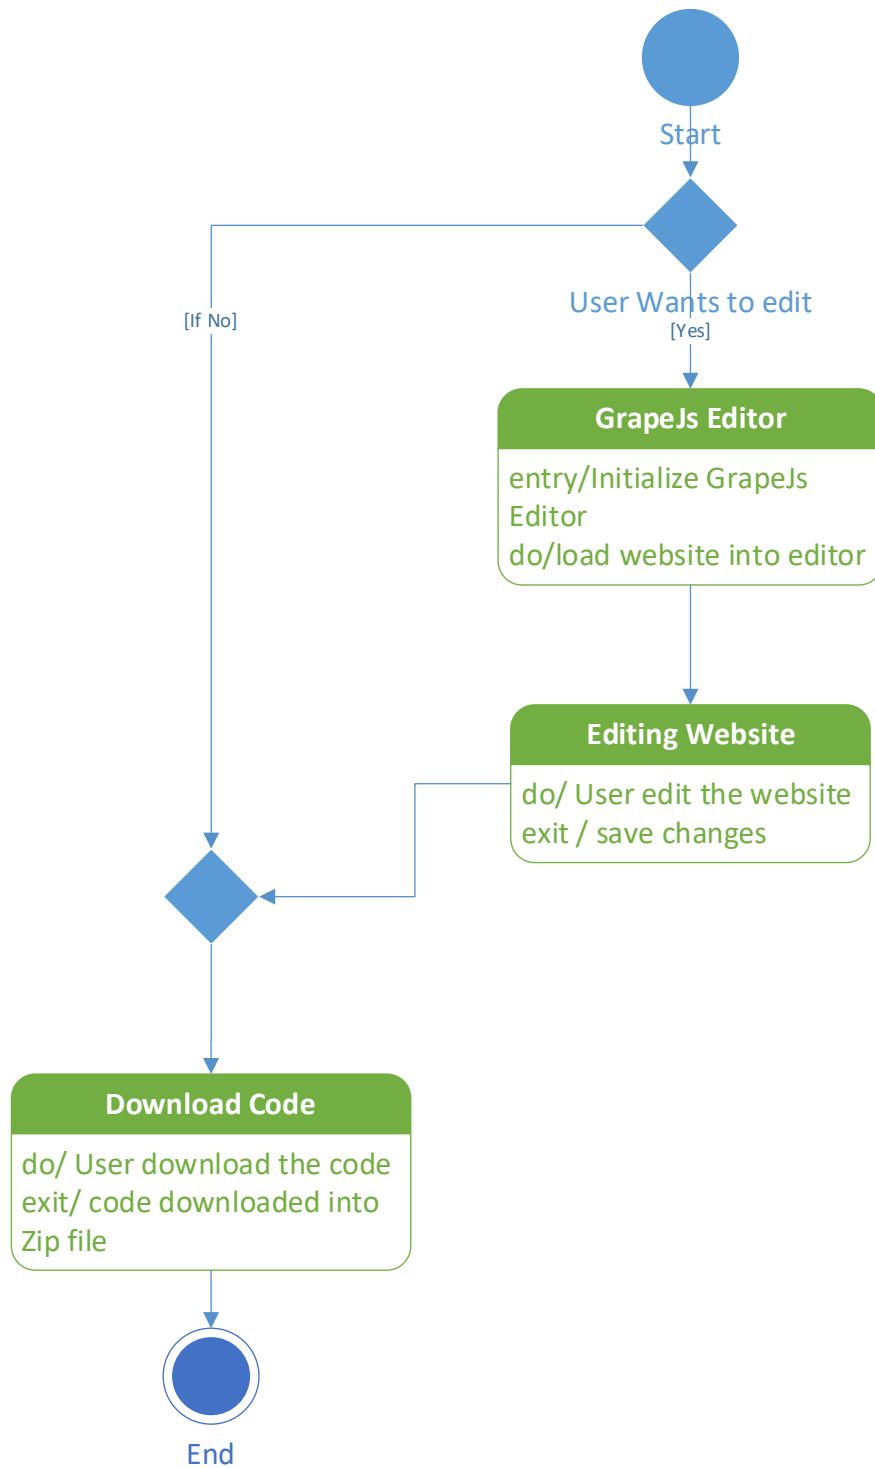 Start
User Wants to edit
[If No]
[Yes]
GrapeJs Editor
entry/Initialize GrapeJs
Editor
do/load website into editor
Editing Website
do/ User edit the website
exit / save changes
Download Code
do/ User download the code
exit/ code downloaded into
Zip file
End